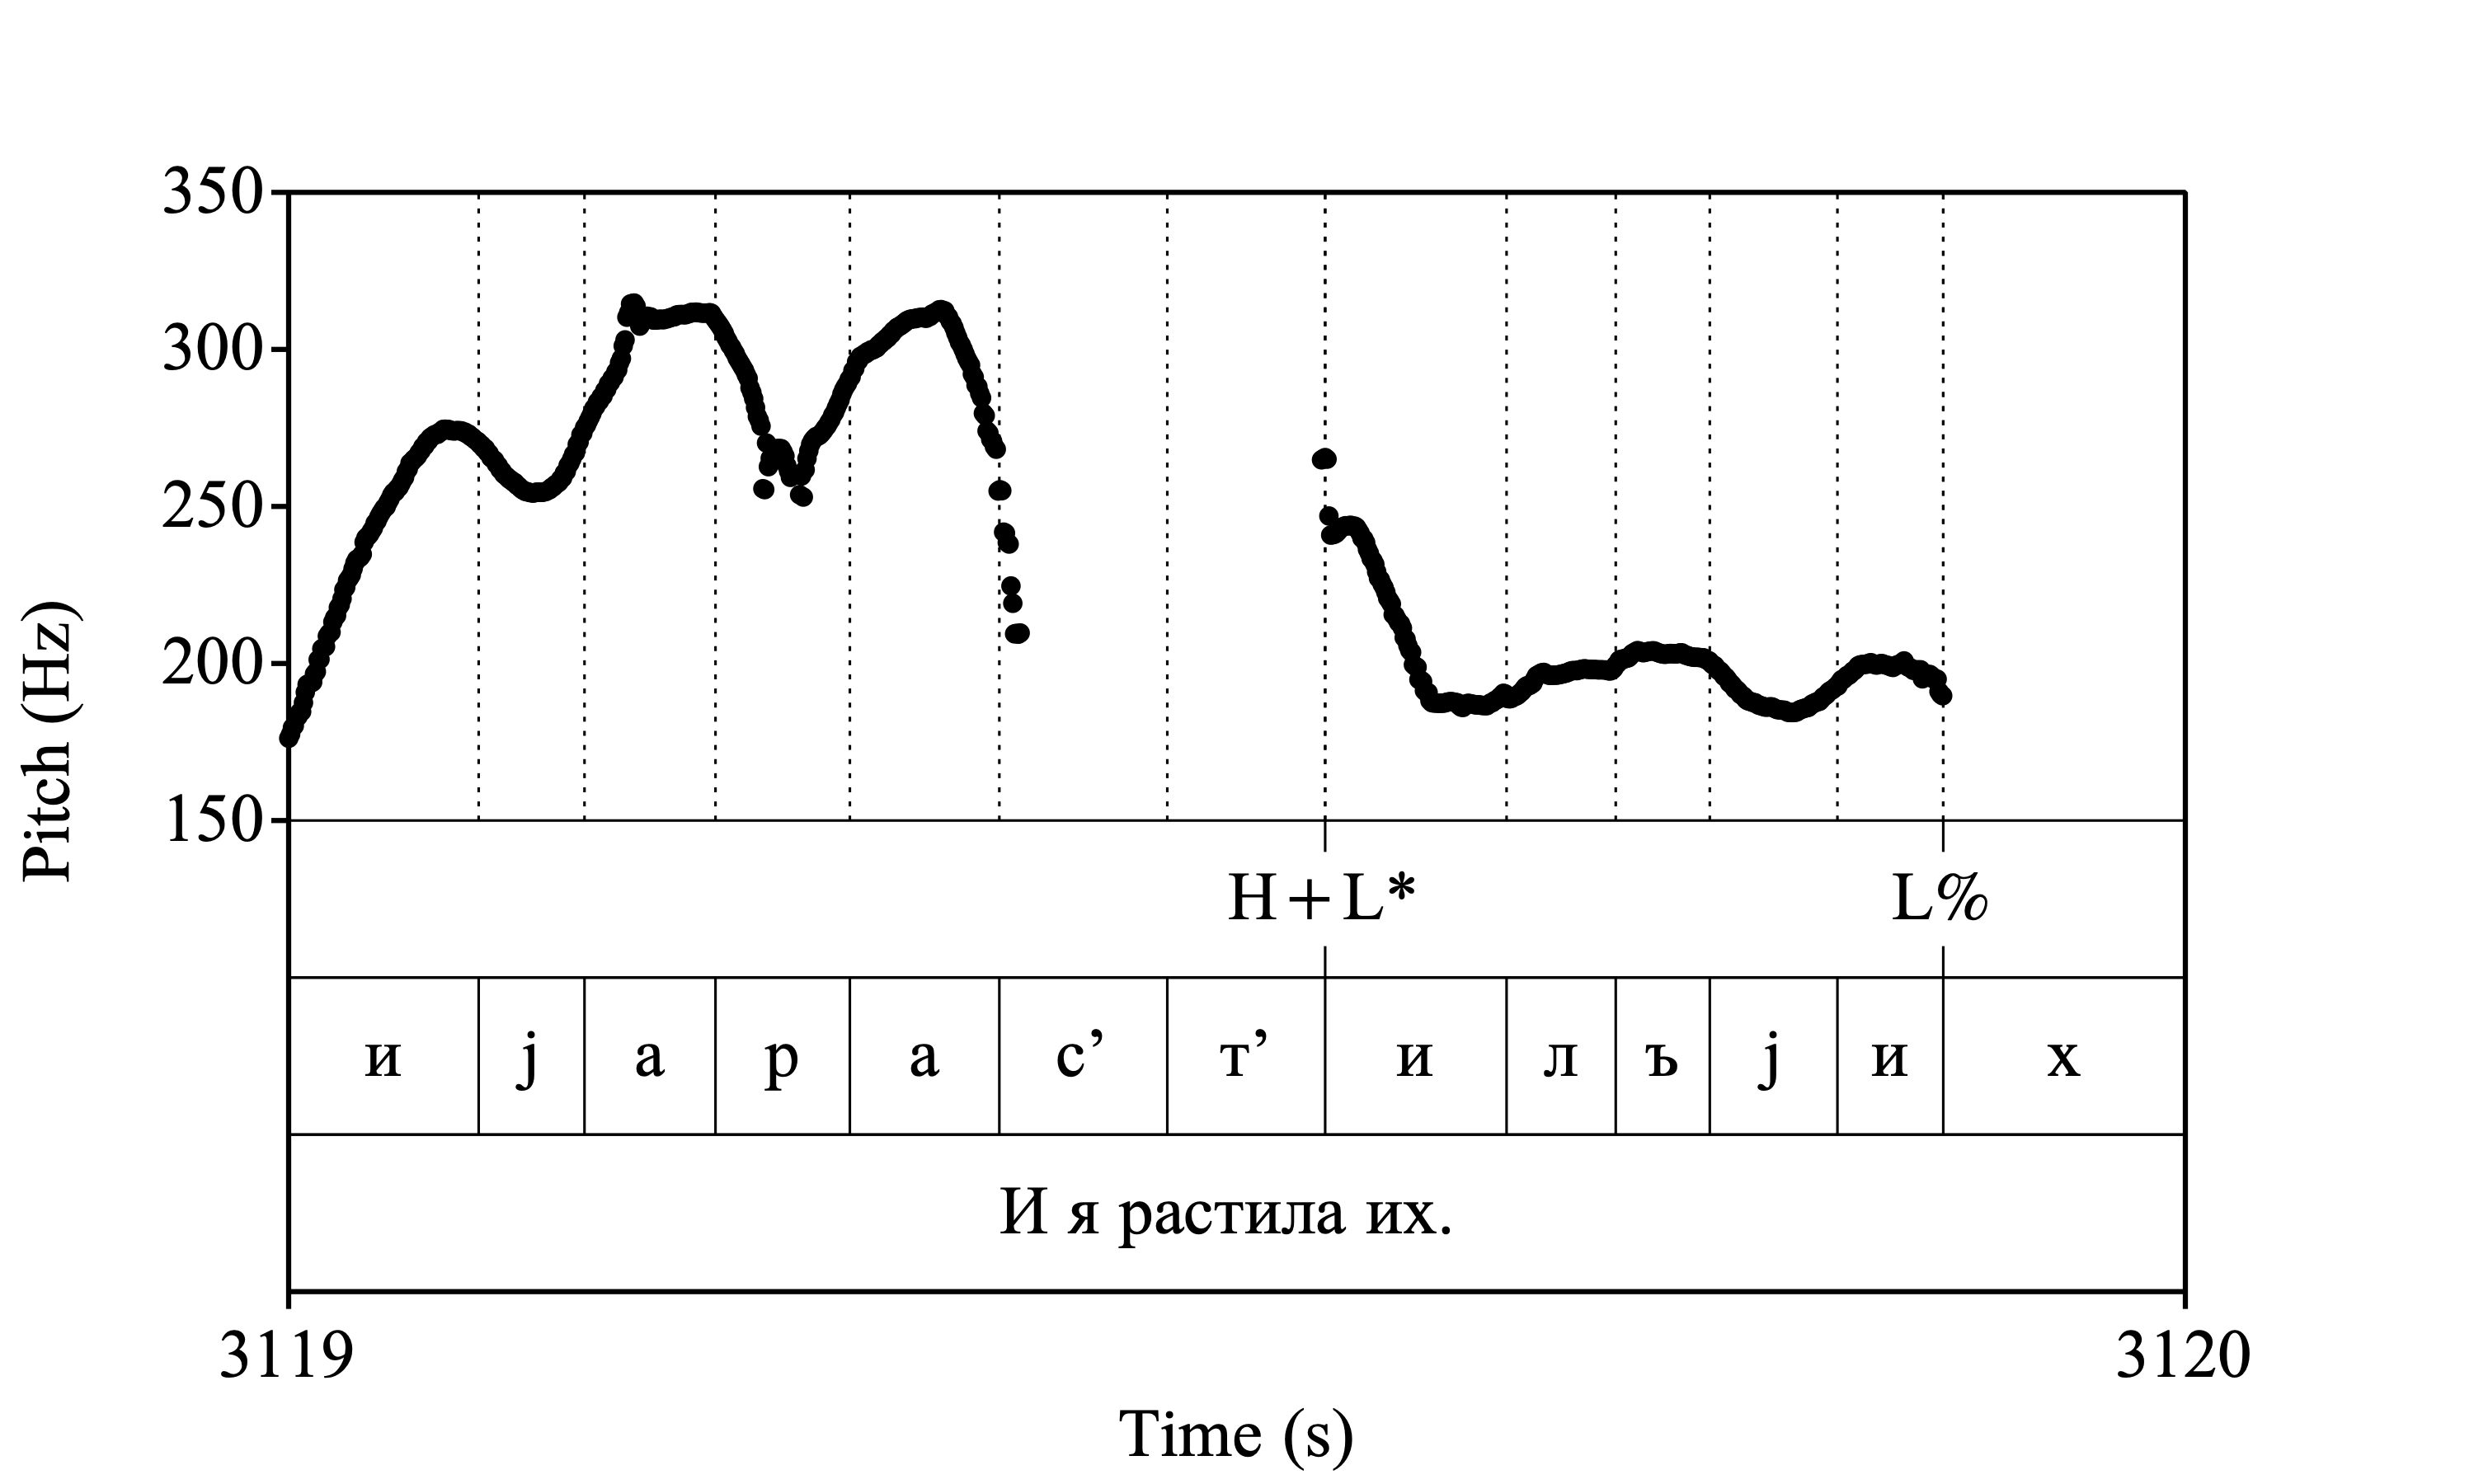 350
300
250
200
150
Pitch (Hz)
H+L* L%
и j а р а с’ т’ и л ъ j и х
И я растила их.
3119 3120
Time (s)